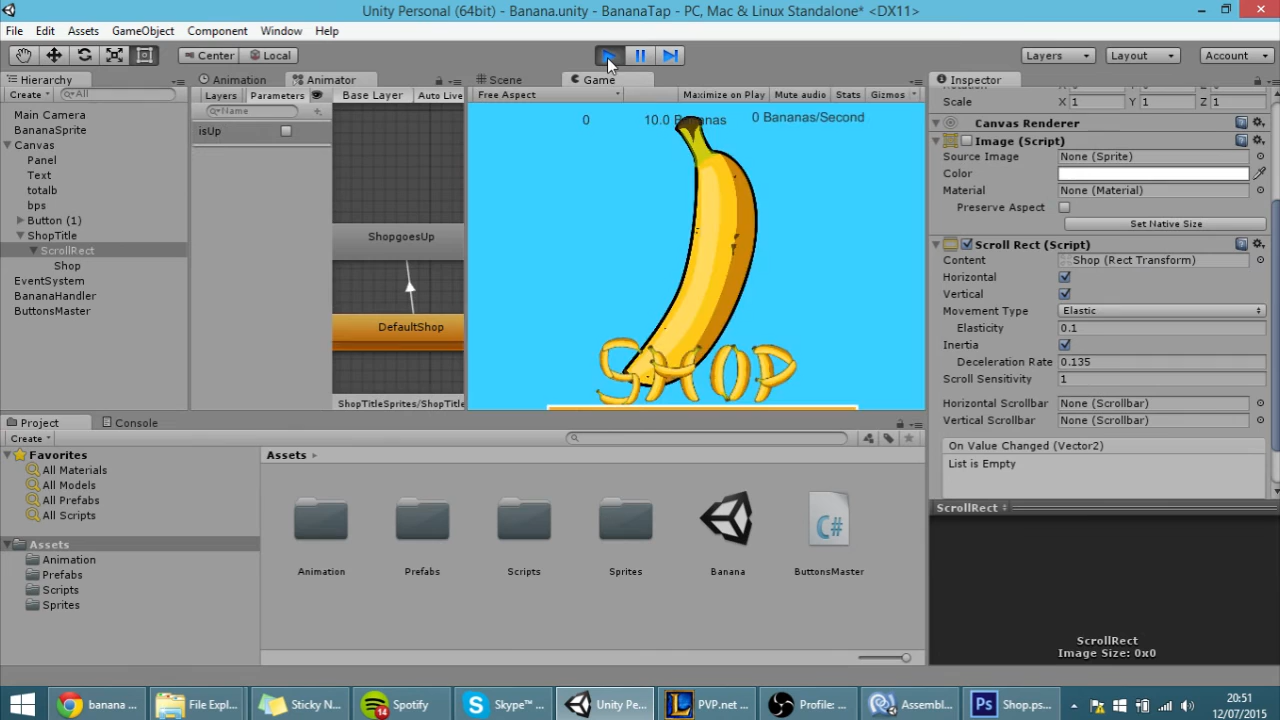 Unity Personal (64bit) - Banana.unity - BananaTap - PC, Mac & Linux Standalone* <DX11>
File Edit Assets GameObject Component Window Help
Center Local Layers Layout Account
Hierarchy Animation Animator Scene Game Inspector
Create All Layers Parameters Base Layer Auto Live Free Aspect Maximize on Play Mute audio Stats Gizmos
Name
isUp
Main Camera
BananaSprite
Canvas
Panel
Text
totalb
bps
Button (1)
ShopTitle
ScrollRect
Shop
EventSystem
BananaHandler
ButtonsMaster
ShopgoesUp
DefaultShop
ShopTitleSprites/ShopTitle
0 10.0 Bananas 0 Bananas/Second
SHOP
Scale X 1 Y 1 Z 1
Canvas Renderer
Image (Script)
Source Image None (Sprite)
Color
Material None (Material)
Preserve Aspect
Set Native Size
Scroll Rect (Script)
Content Shop (Rect Transform)
Horizontal
Vertical
Movement Type Elastic
Elasticity 0.1
Inertia
Deceleration Rate 0.135
Scroll Sensitivity 1
Horizontal Scrollbar None (Scrollbar)
Vertical Scrollbar None (Scrollbar)
On Value Changed (Vector2)
List is Empty
ScrollRect
ScrollRect
Image Size: 0x0
Project Console
Create
Favorites
All Materials
All Models
All Prefabs
All Scripts
Assets
Animation
Prefabs
Scripts
Sprites
Assets
Animation Prefabs Scripts Sprites Banana C# ButtonsMaster
banana ... File Expl... Sticky N... 14 Spotify Skype™ ... Unity Pe... PVP.net ... Profile: ... Assembl... Ps Shop.ps...
20:51
12/07/2015